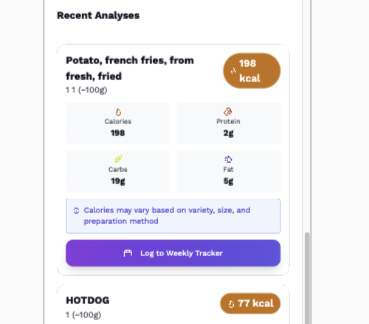 Recent Analyses
Potato, french fries, from
fresh, fried
198
kcal
1 1 (~100g)
Calories
198
Protein
2g
Carbs
19g
Fat
5g
Calories may vary based on variety, size, and
preparation method
Log to Weekly Tracker
HOTDOG
77 kcal
1 (~100g)